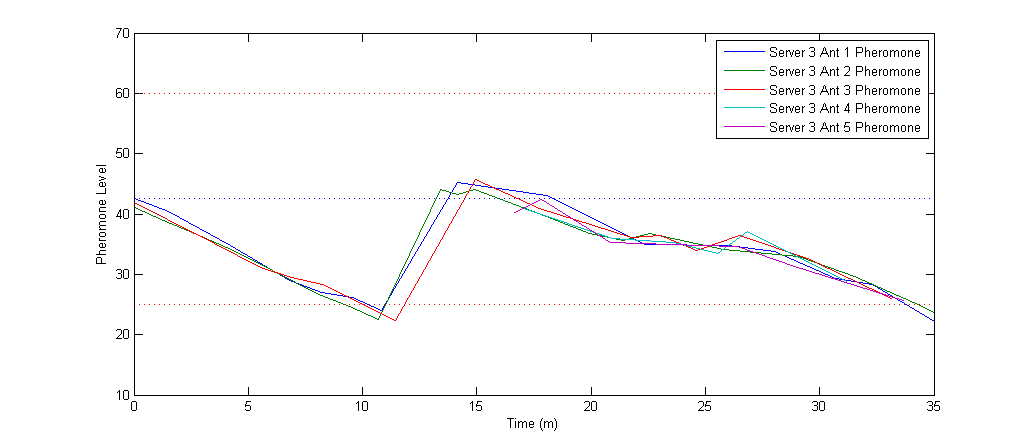 70
60
50
40
30
20
10
Pheromone Level
Server 3 Ant 1 Pheromone
Server 3 Ant 2 Pheromone
Server 3 Ant 3 Pheromone
Server 3 Ant 4 Pheromone
Server 3 Ant 5 Pheromone
0
5
10
15
20
25
30
35
Time (m)